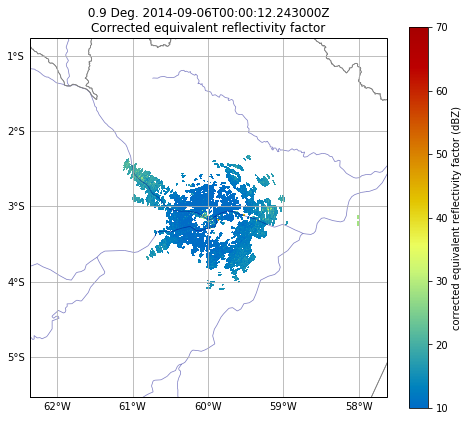 0.9 Deg. 2014-09-06T00:00:12.243000Z
Corrected equivalent reflectivity factor
1°S
2°S
3°S
4°S
5°S
62°W 61°W 60°W 59°W 58°W
70
60
50
40
30
20
10
corrected equivalent reflectivity factor (dBZ)